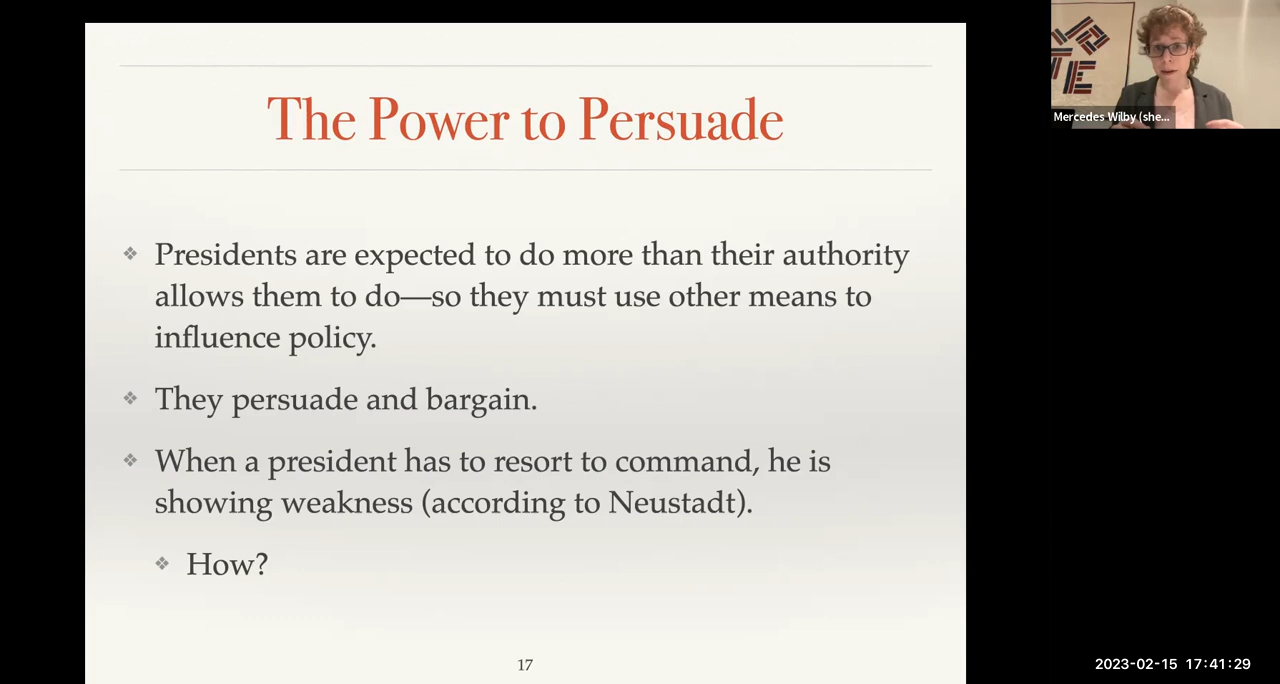 The Power to Persuade
❖ Presidents are expected to do more than their authority
allows them to do—so they must use other means to
influence policy.
❖ They persuade and bargain.
❖ When a president has to resort to command, he is
showing weakness (according to Neustadt).
❖ How?
17
TE
Mercedes Wilby (she...
2023-02-15 17:41:29